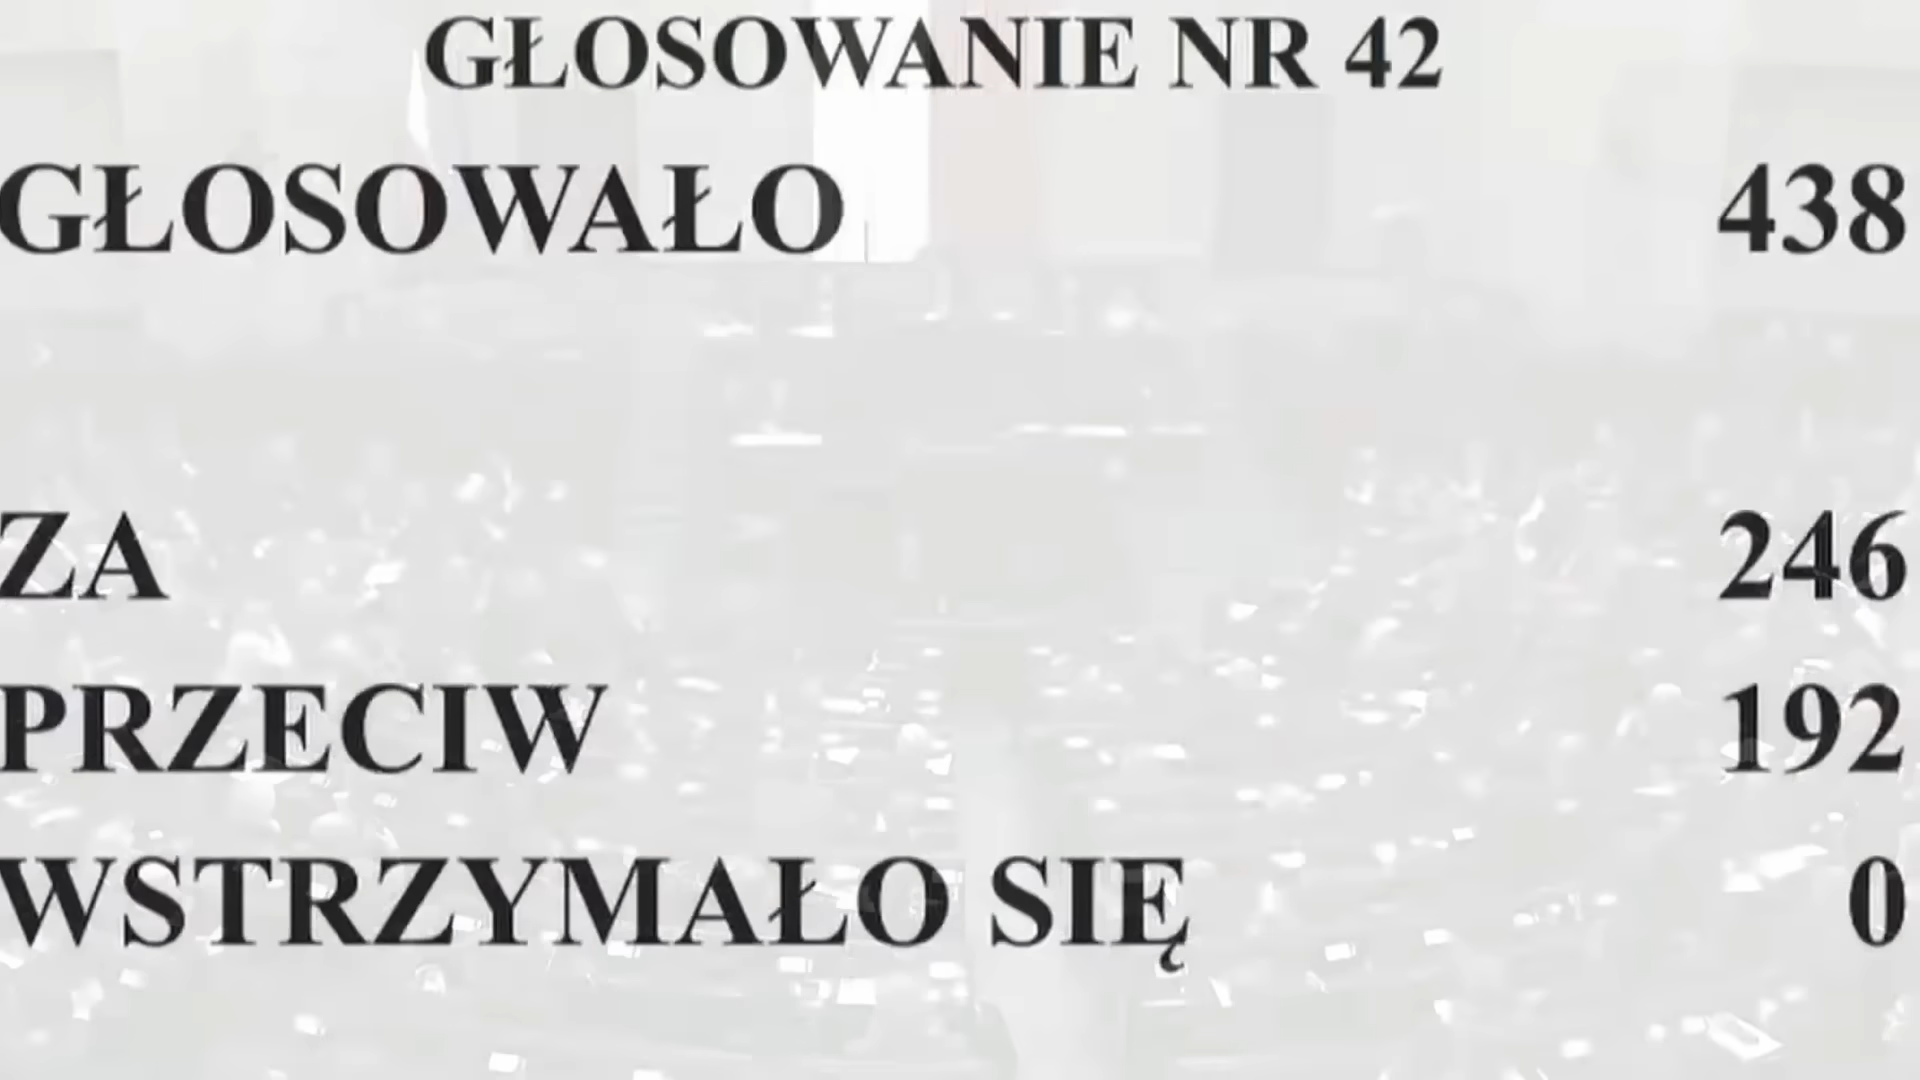 GŁOSOWANIE NR 42
GŁOSOWAŁO 438
ZA 246
PRZECIW 192
WSTRZYMAŁO SIĘ 0